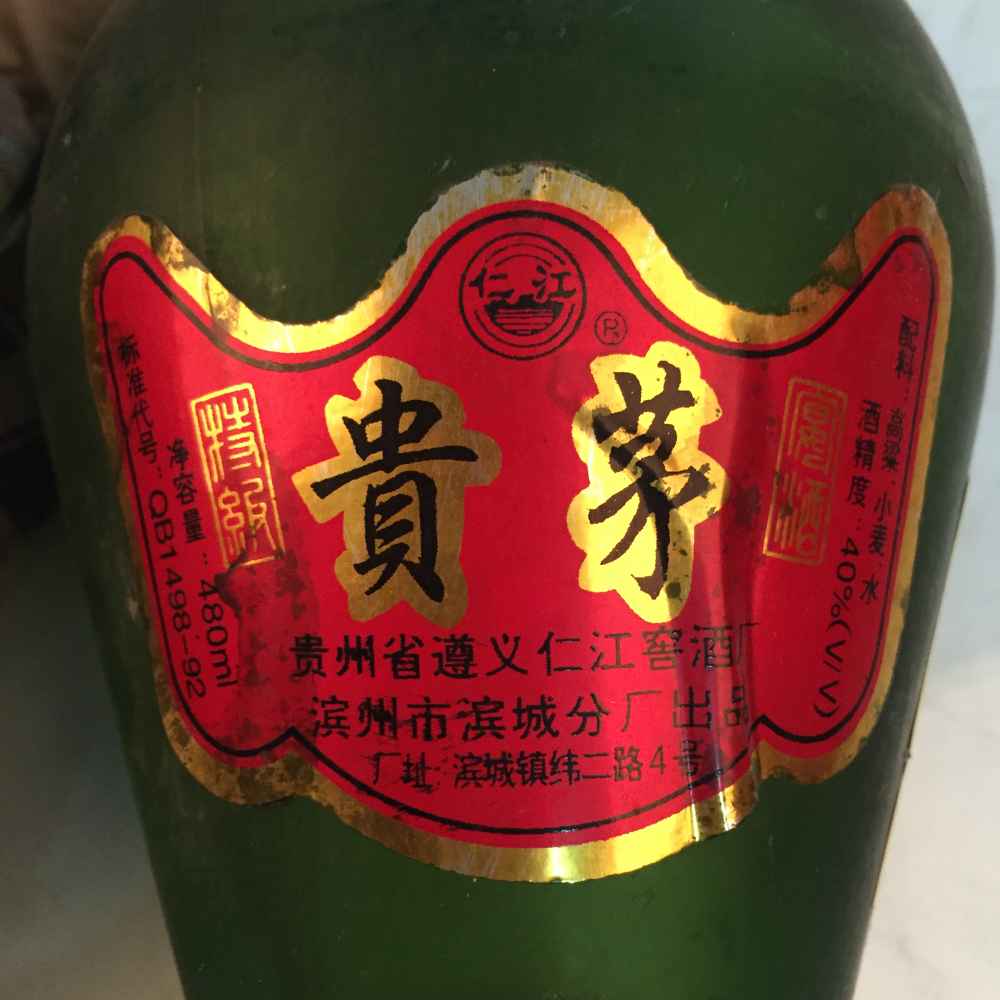 仁江
®
貴茅
特级
窖酒
标准代号：QB1498-92
净容量：480ml
配料：高粱、小麦、水
酒精度：40%(V/V)
贵州省遵义仁江窖酒厂
滨州市滨城分厂出品
厂址：滨城镇纬二路4号